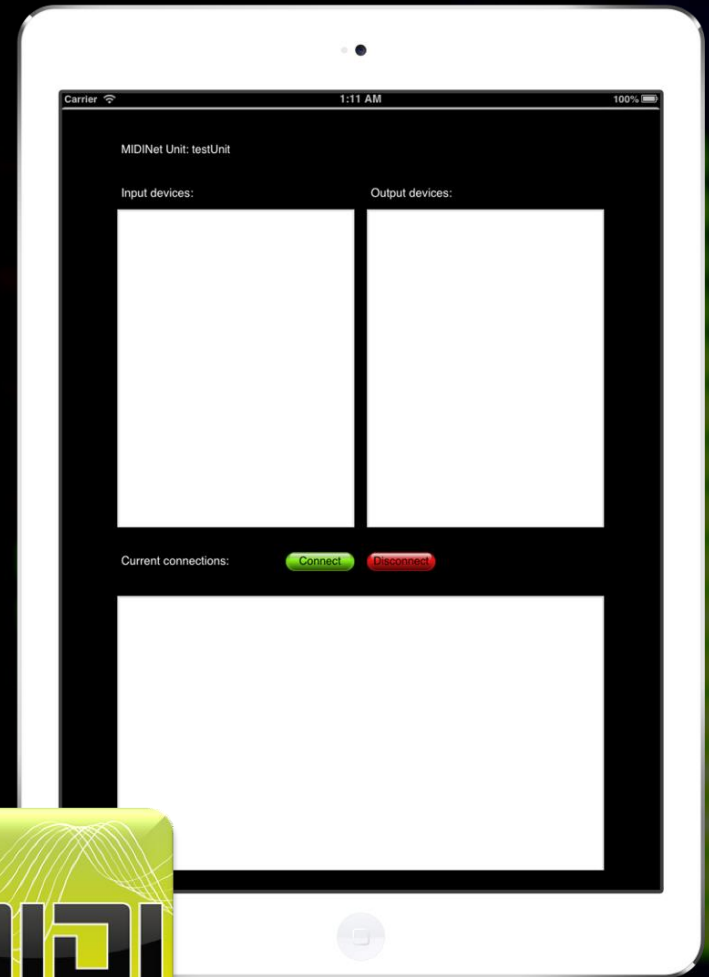 Carrier 1:11 AM 100%
MIDINet Unit: testUnit
Input devices: Output devices:
Current connections: Connect Disconnect